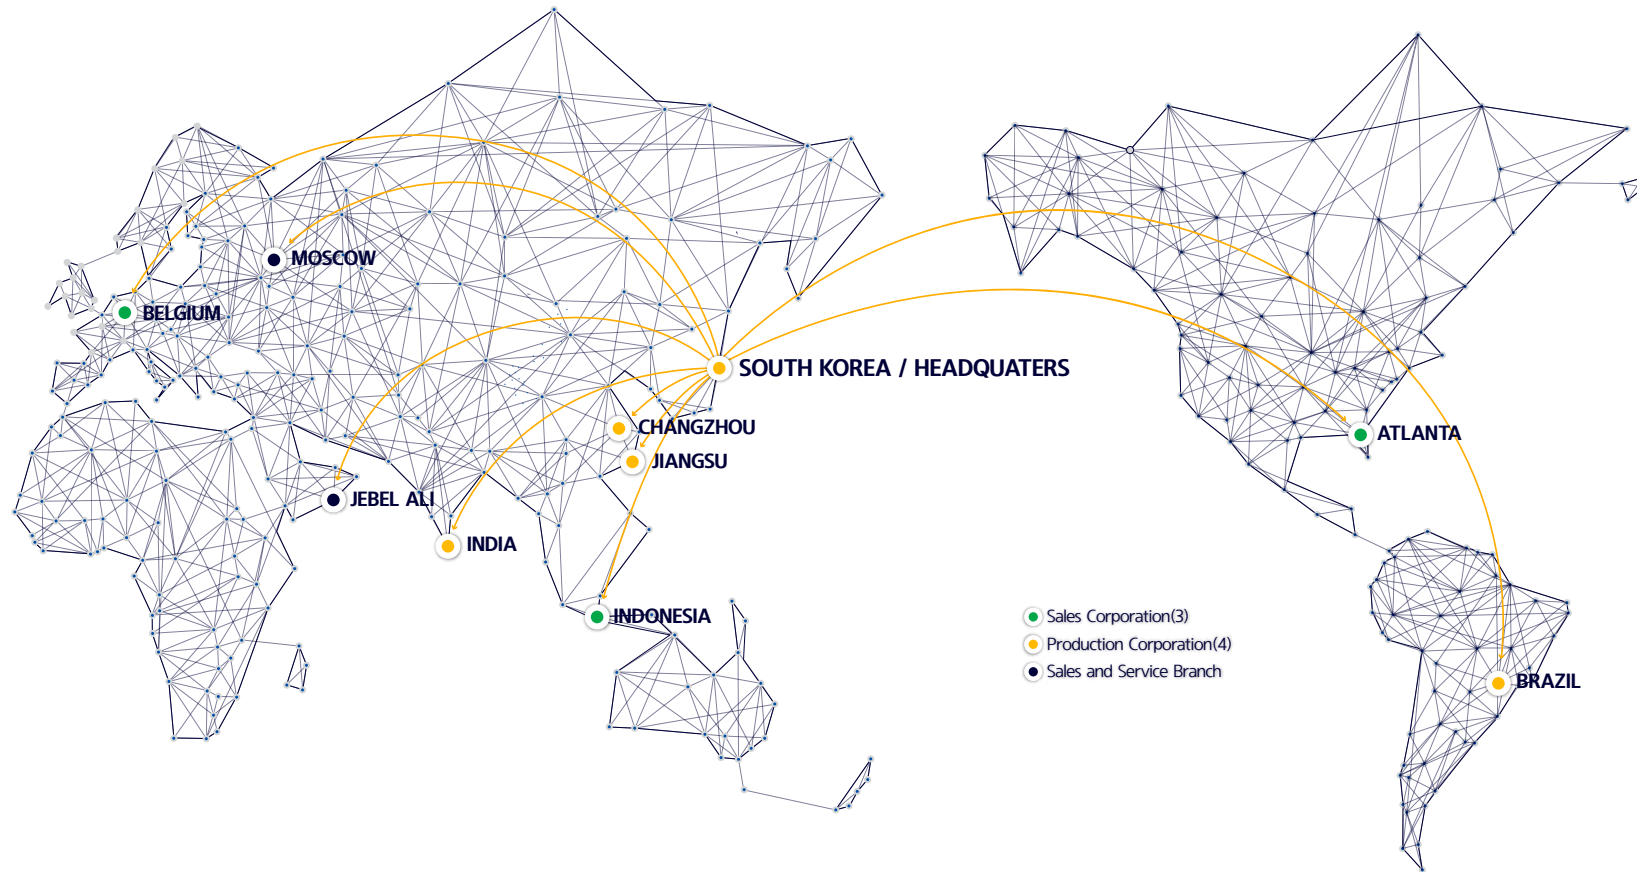 MOSCOW
BELGIUM
SOUTH KOREA / HEADQUATERS
CHANGZHOU
ATLANTA
JIANGSU
JEBEL ALI
INDIA
INDONESIA
Sales Corporation(3)
Production Corporation(4)
Sales and Service Branch
BRAZIL